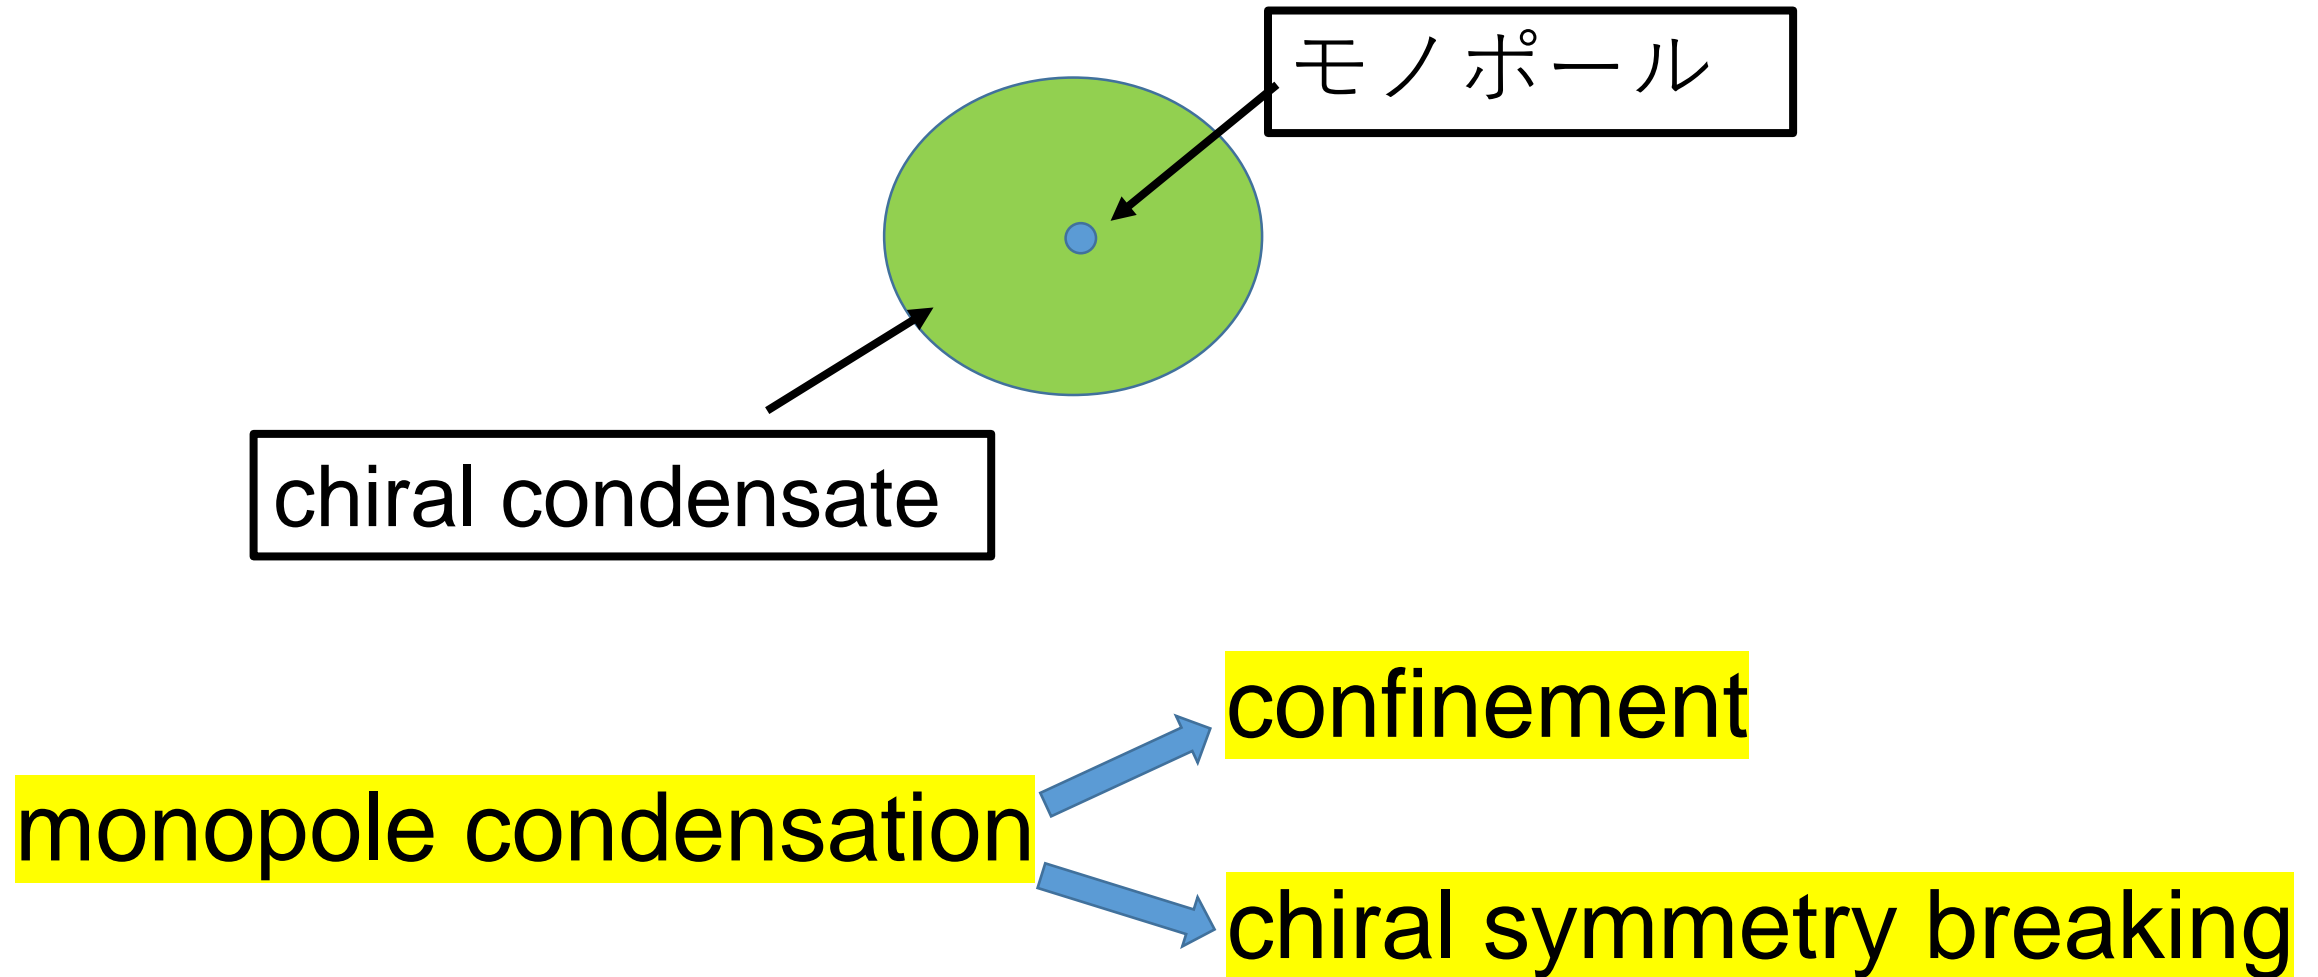 モノポール
chiral condensate
confinement
monopole condensation
chiral symmetry breaking